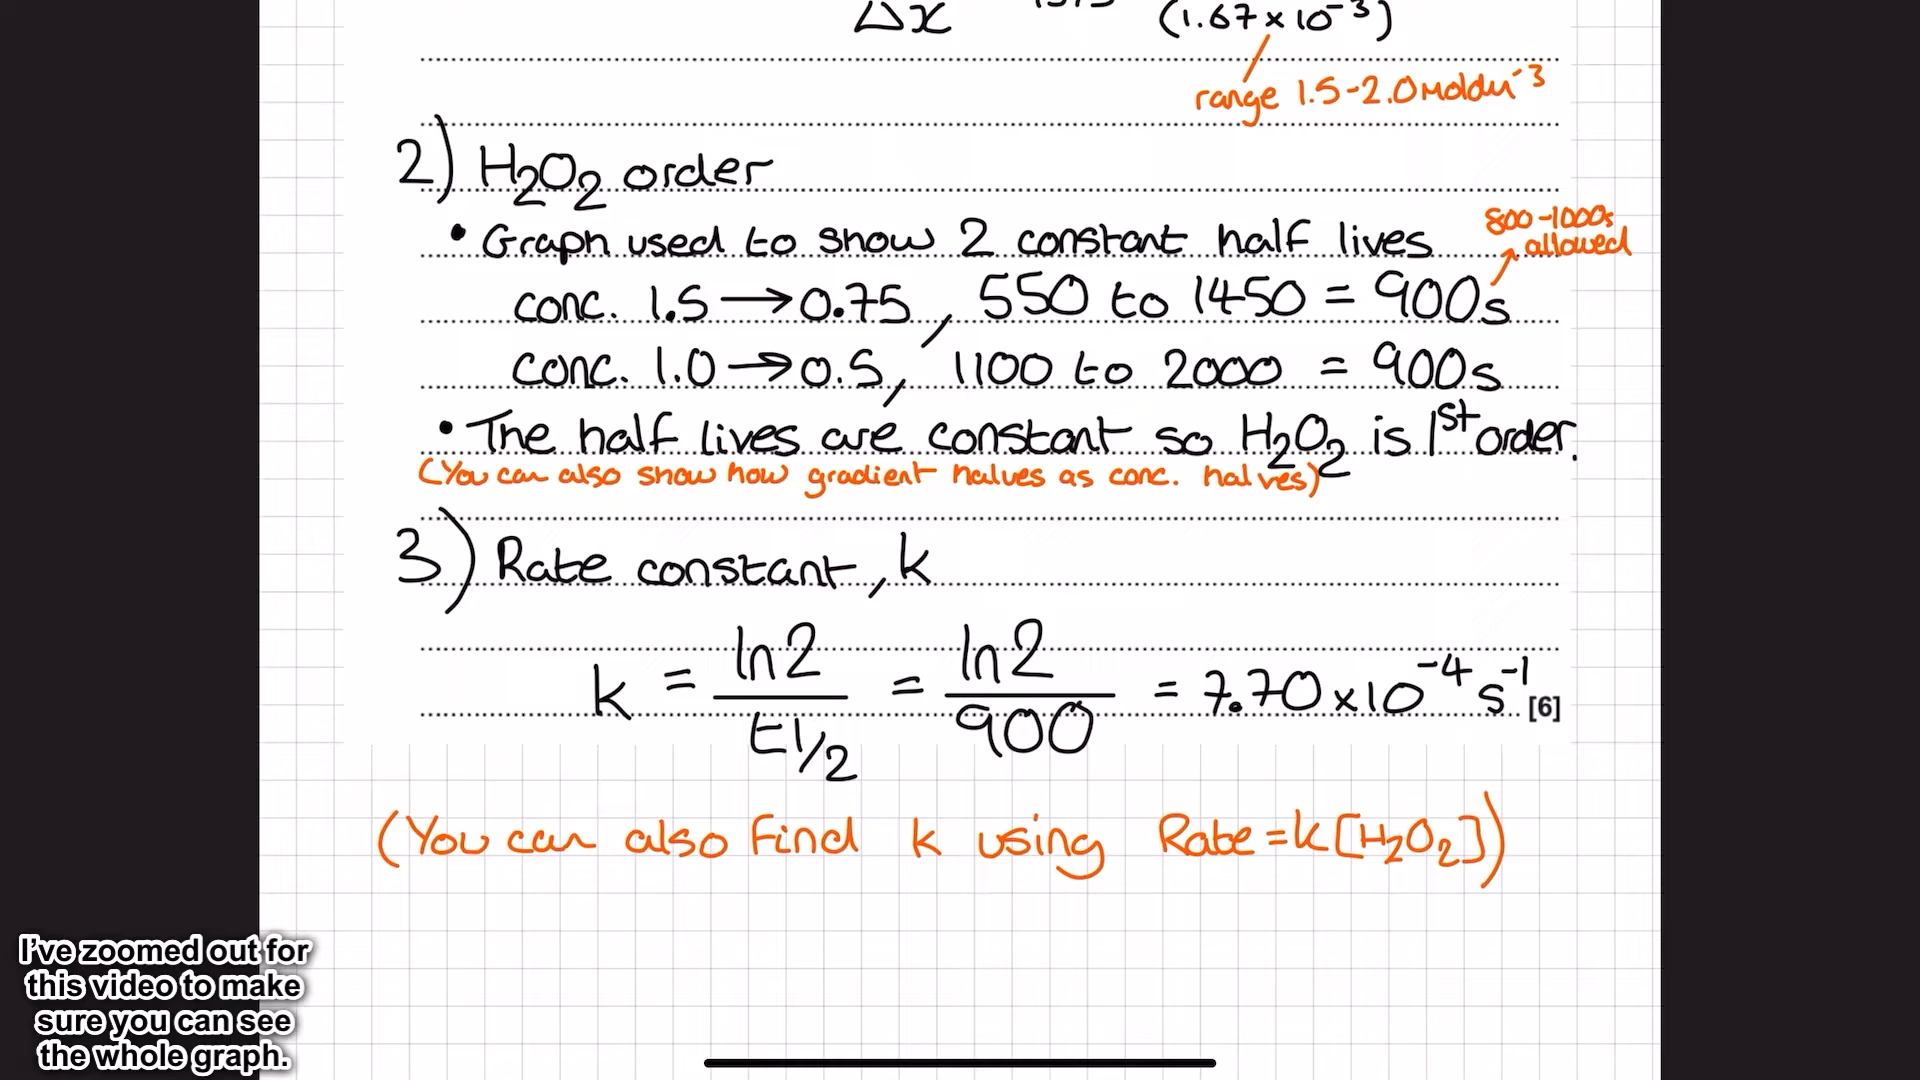 Δx (1.67×10⁻³)
range 1.5-2.0moldm⁻³
2) H₂O₂ order
• Graph used to show 2 constant half lives
800-1000s allowed
conc. 1.5 → 0.75, 550 to 1450 = 900s
conc. 1.0 → 0.5, 1100 to 2000 = 900s
• The half lives are constant so H₂O₂ is 1st order.
(You can also show how gradient halves as conc. halves)
3) Rate constant, k
k = ln2/t1/2 = ln2/900 = 7.70×10⁻⁴ s⁻¹ [6]
(You can also find k using Rate = k[H₂O₂])
I've zoomed out for
this video to make
sure you can see
the whole graph.